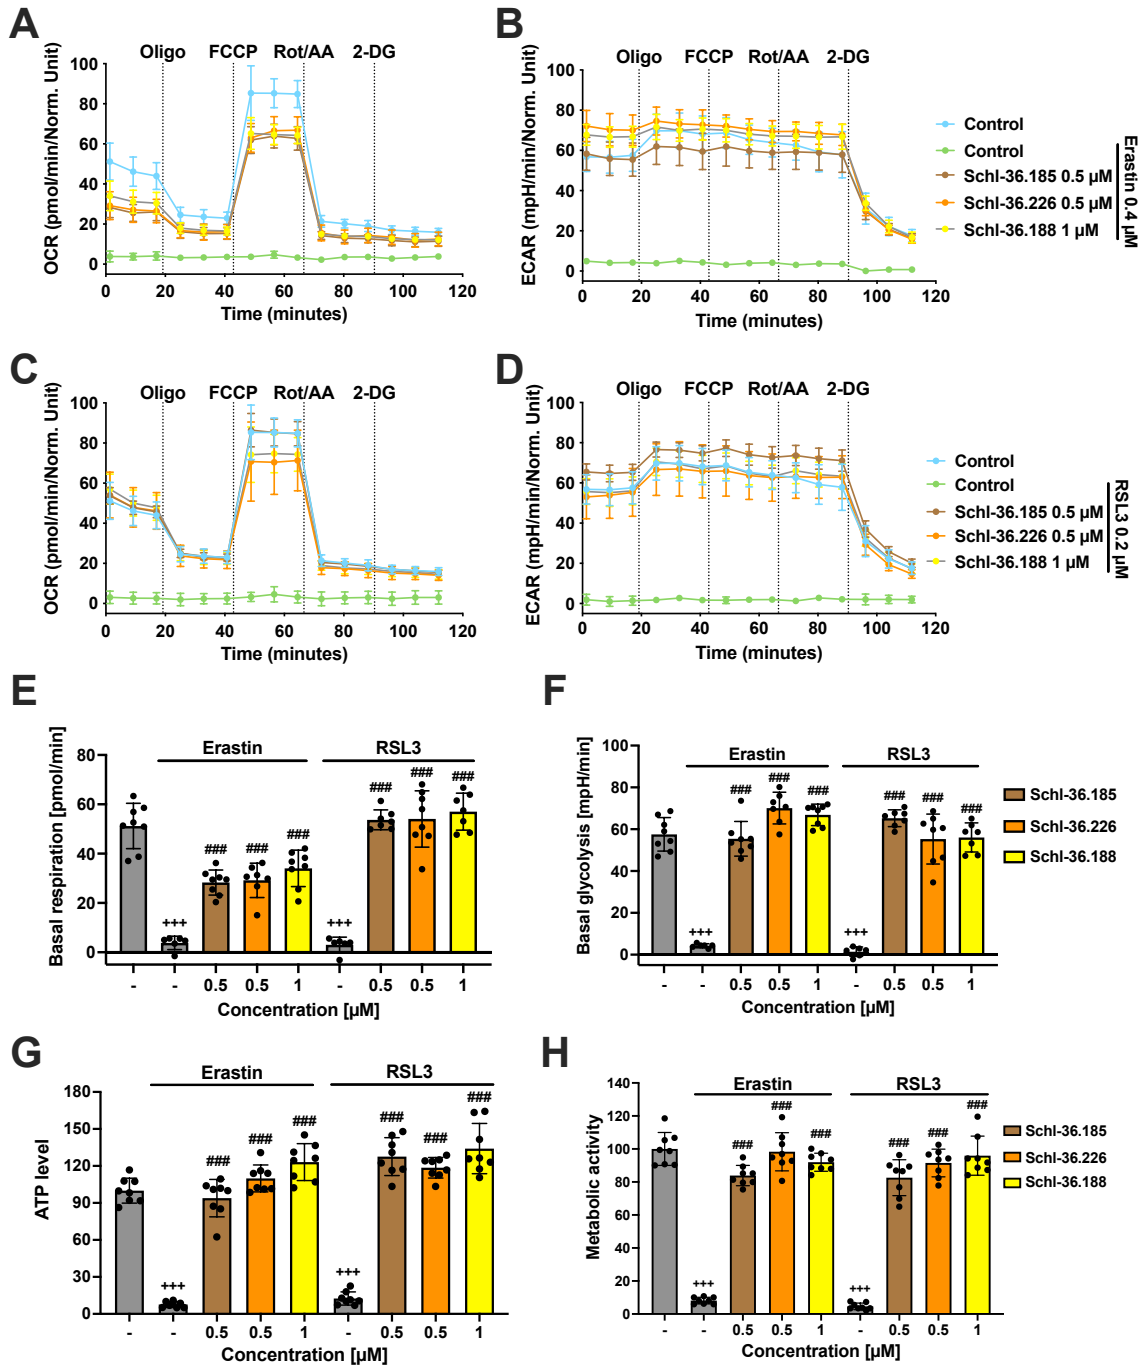 A
Oligo FCCP Rot/AA 2-DG
OCR (pmol/min/Norm. Unit)
100
80
60
40
20
0
0 20 40 60 80 100 120
Time (minutes)
B
Oligo FCCP Rot/AA 2-DG
ECAR (mpH/min/Norm. Unit)
100
80
60
40
20
0
0 20 40 60 80 100 120
Time (minutes)
Control
Control
Schl-36.185 0.5 µM
Schl-36.226 0.5 µM
Schl-36.188 1 µM
Erastin 0.4 µM
C
Oligo FCCP Rot/AA 2-DG
OCR (pmol/min/Norm. Unit)
100
80
60
40
20
0
0 20 40 60 80 100 120
Time (minutes)
D
Oligo FCCP Rot/AA 2-DG
ECAR (mpH/min/Norm. Unit)
100
80
60
40
20
0
0 20 40 60 80 100 120
Time (minutes)
Control
Control
Schl-36.185 0.5 µM
Schl-36.226 0.5 µM
Schl-36.188 1 µM
RSL3 0.2 µM
E
Erastin RSL3
Basal respiration [pmol/min]
80
60
40
20
0
+++ ### ### ### +++ ### ### ###
- - 0.5 0.5 1 - 0.5 0.5 1
Concentration [µM]
F
Erastin RSL3
Basal glycolysis [mpH/min]
100
80
60
40
20
0
+++ ### ### ### +++ ### ### ###
- - 0.5 0.5 1 - 0.5 0.5 1
Concentration [µM]
Schl-36.185
Schl-36.226
Schl-36.188
G
Erastin RSL3
ATP level
180
150
120
90
60
30
0
+++ ### ### ### +++ ### ### ###
- - 0.5 0.5 1 - 0.5 0.5 1
Concentration [µM]
H
Erastin RSL3
Metabolic activity
140
120
100
80
60
40
20
0
+++ ### ### ### +++ ### ### ###
- - 0.5 0.5 1 - 0.5 0.5 1
Concentration [µM]
Schl-36.185
Schl-36.226
Schl-36.188